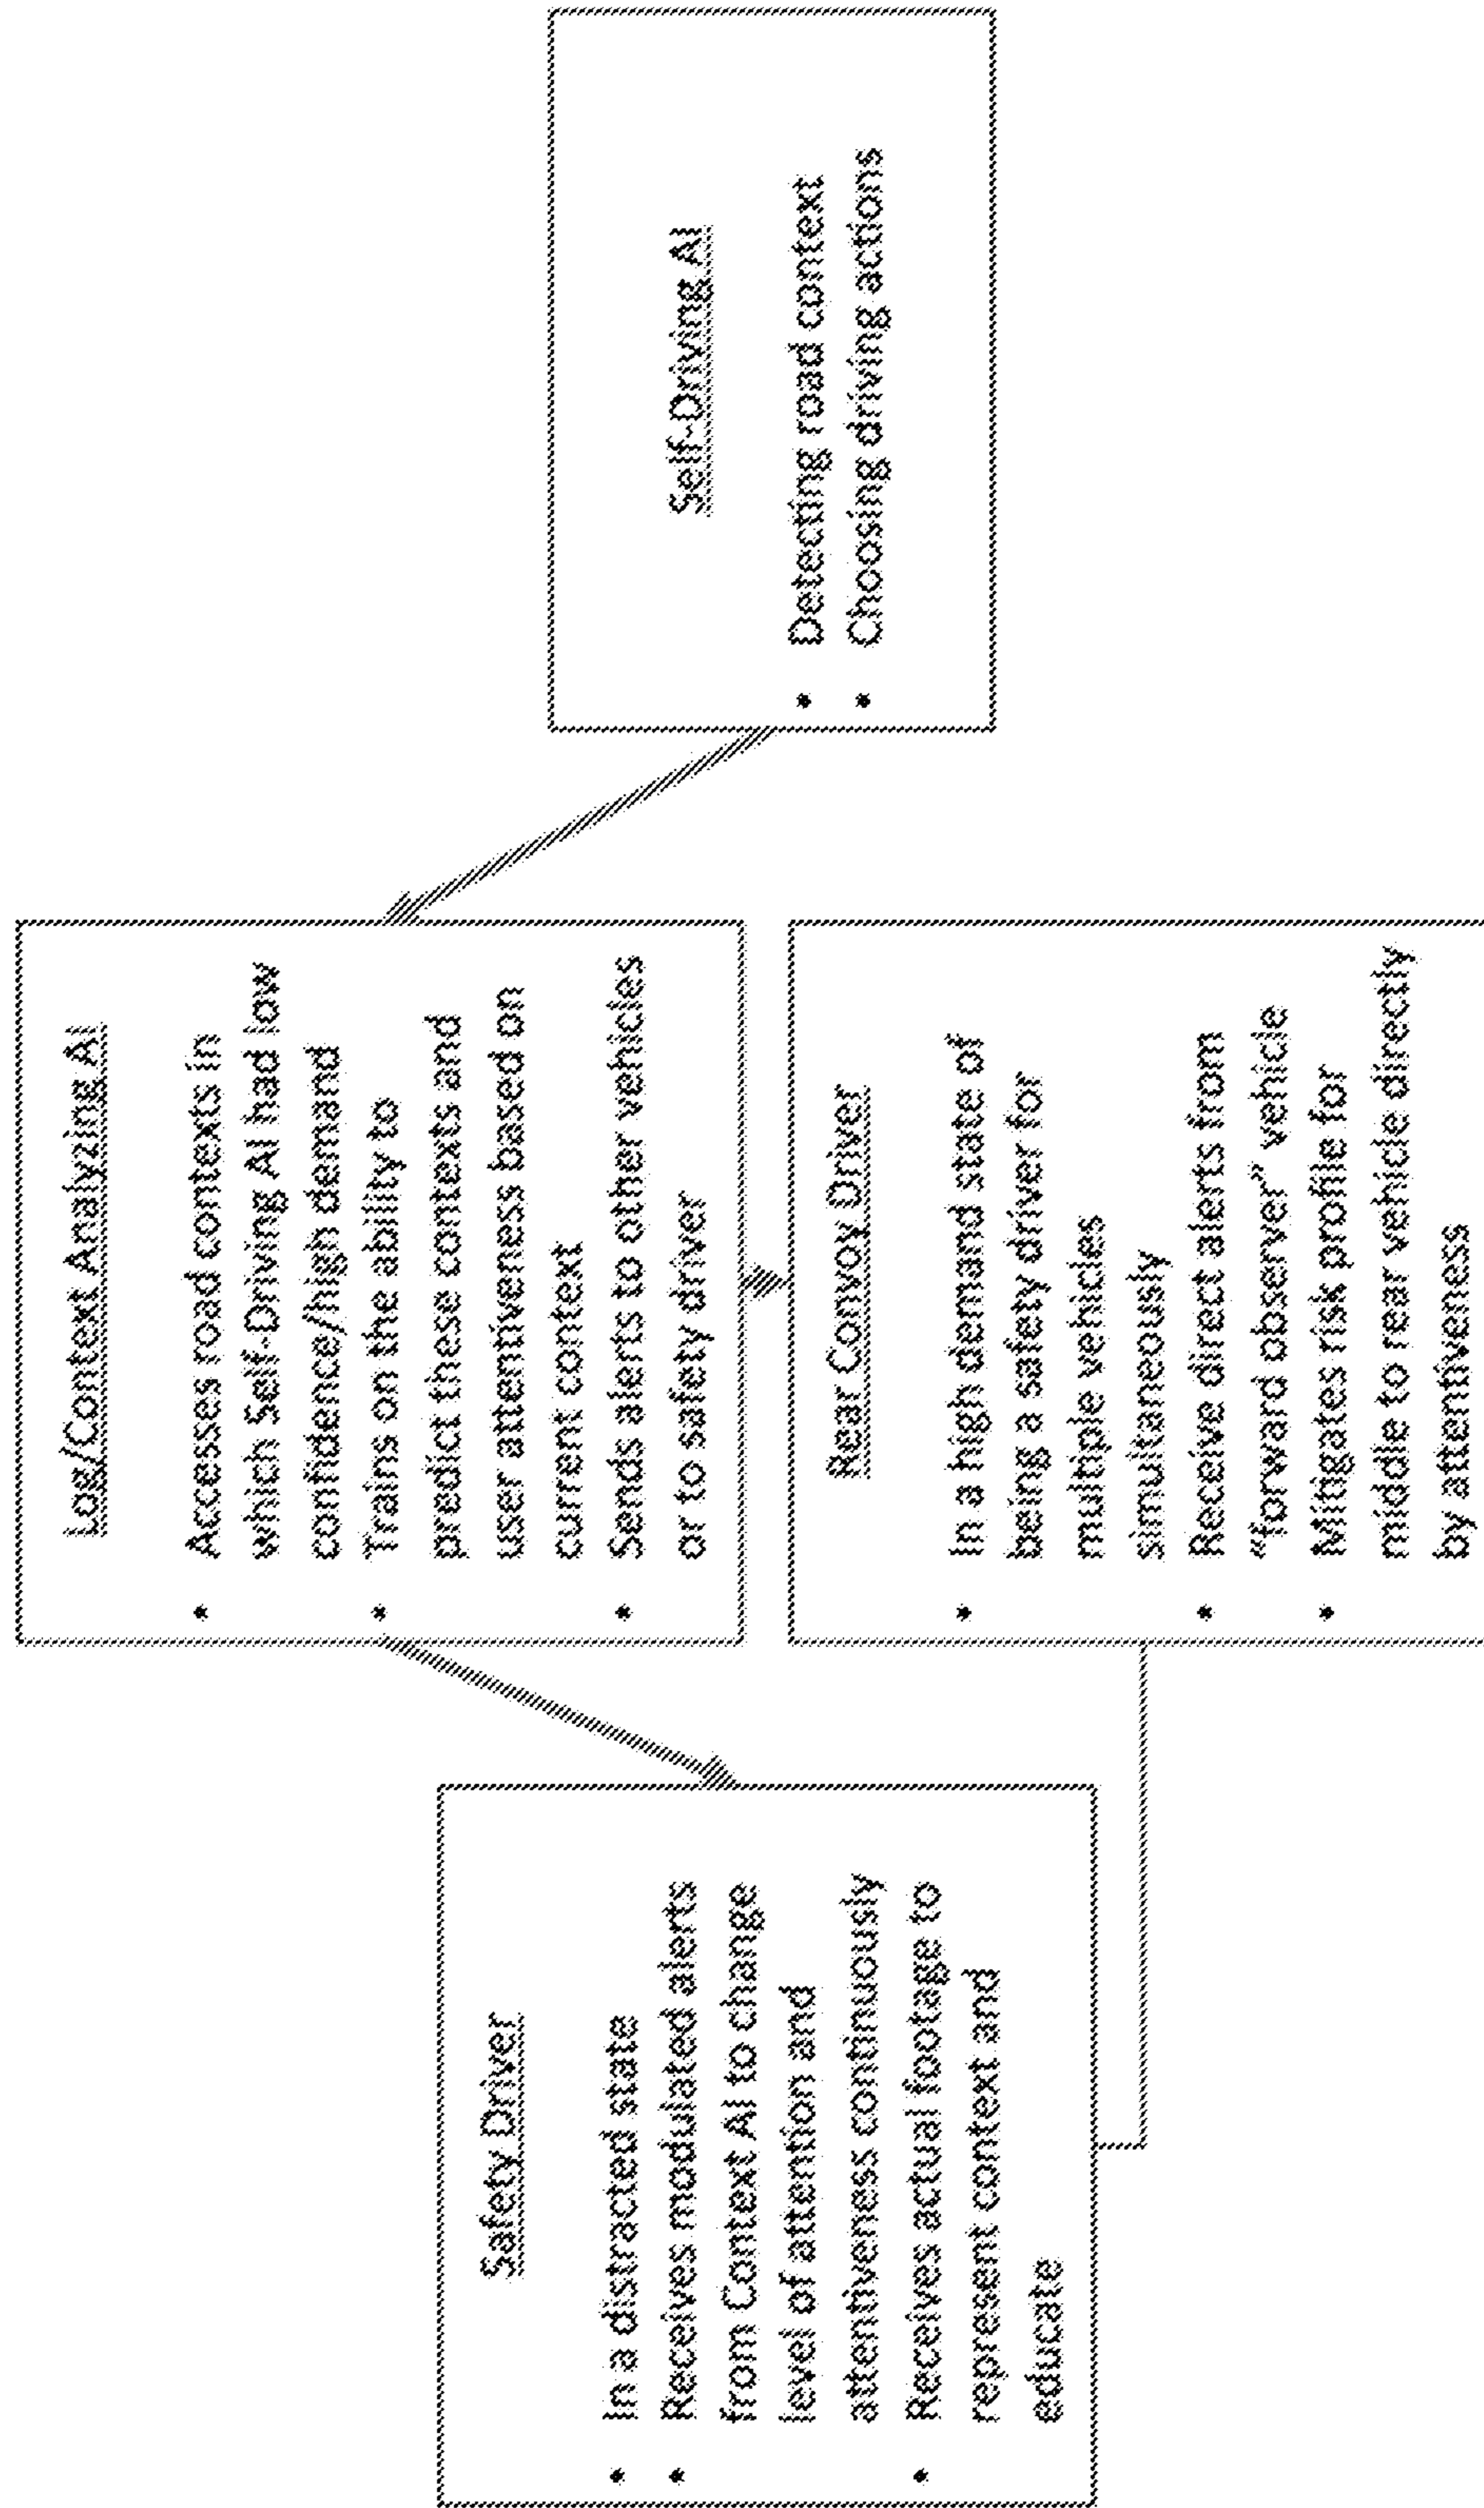 Safety Driver
• In a distracted state
• Receives modulated alerts
from Context AI to change
level of attention and
attentiveness continuously
• Receives actual footage to
represent context and
educate
Log/Context Analyzing AI
• Accesses road contexts in
which Self-Driving AI had low
confidence/high demand
• Trains on the ability to
predict these contexts and
user attentiveness based on
current context
• Sends alerts to other vehicles
or to safety driver
Rear Convoy Driver
• In a high demand state of
being a safety driver for
multiple vehicles
simultaneously
• Receive direct alerts from
“forward observer” vehicle
• Mitigates risk profile for
middle to rear vehicle directly
by attentiveness
Self-Driving AI
• Detecting road context
• Choosing driving actions